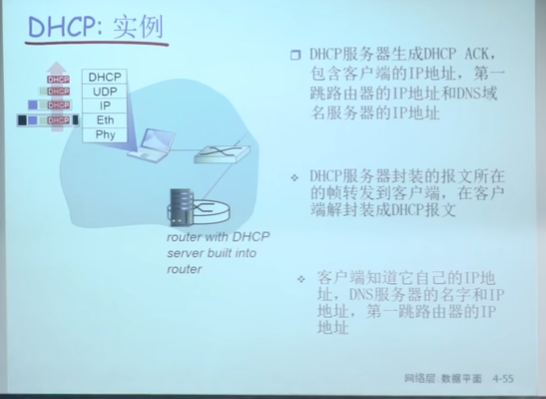 DHCP: 实例
DHCP
DHCP
DHCP
DHCP
DHCP
UDP
IP
Eth
Phy
router with DHCP
server built into
router
DHCP服务器生成DHCP ACK,
包含客户端的IP地址，第一
跳路由器的IP地址和DNS域
名服务器的IP地址
DHCP服务器封装的报文所在
的帧转发到客户端，在客户
端解封装成DHCP报文
客户端知道它自己的IP地
址，DNS服务器的名字和IP
地址，第一跳路由器的IP
地址
网络层:数据平面 4-55